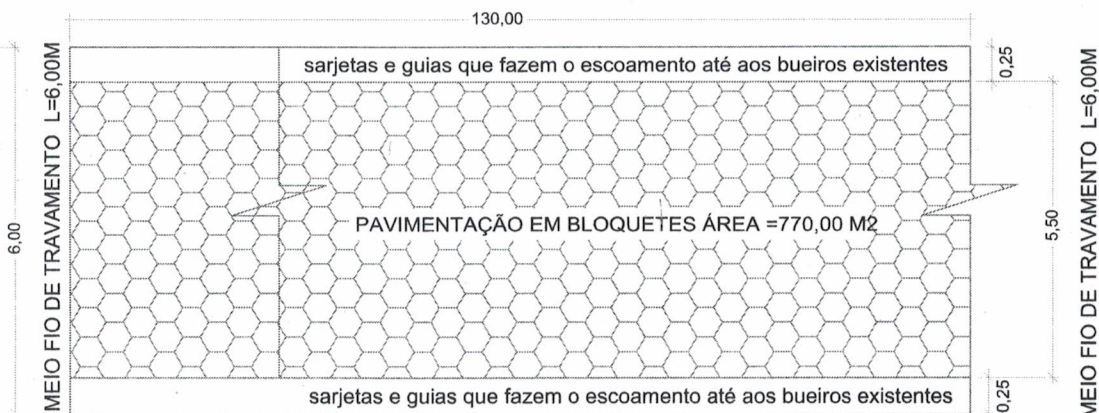 130,00
MEIO FIO DE TRAVAMENTO L=6,00M
6,00
sarjetas e guias que fazem o escoamento até aos bueiros existentes
0,25
PAVIMENTAÇÃO EM BLOQUETES ÁREA =770,00 M2
5,50
MEIO FIO DE TRAVAMENTO L=6,00M
sarjetas e guias que fazem o escoamento até aos bueiros existentes
0,25